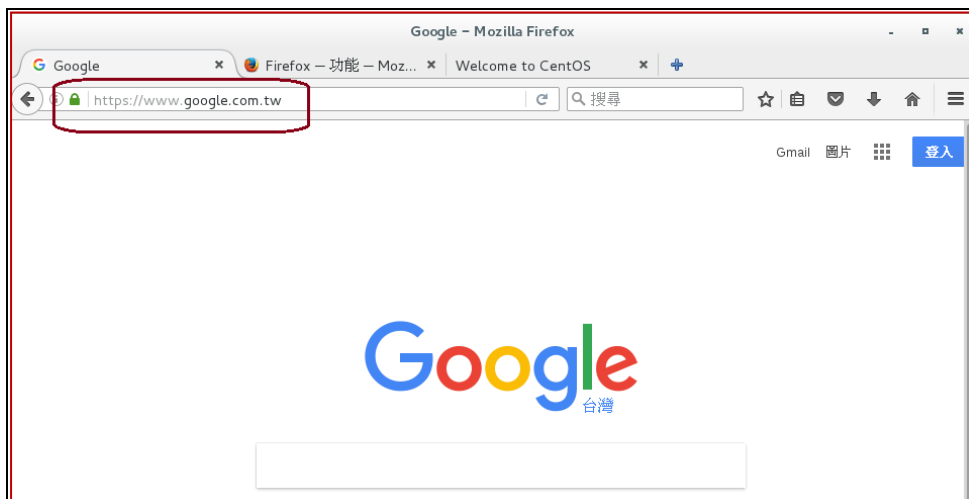 Google – Mozilla Firefox
Google
Firefox — 功能 — Moz...
Welcome to CentOS
https://www.google.com.tw
搜尋
Gmail
圖片
登入
Google
台灣